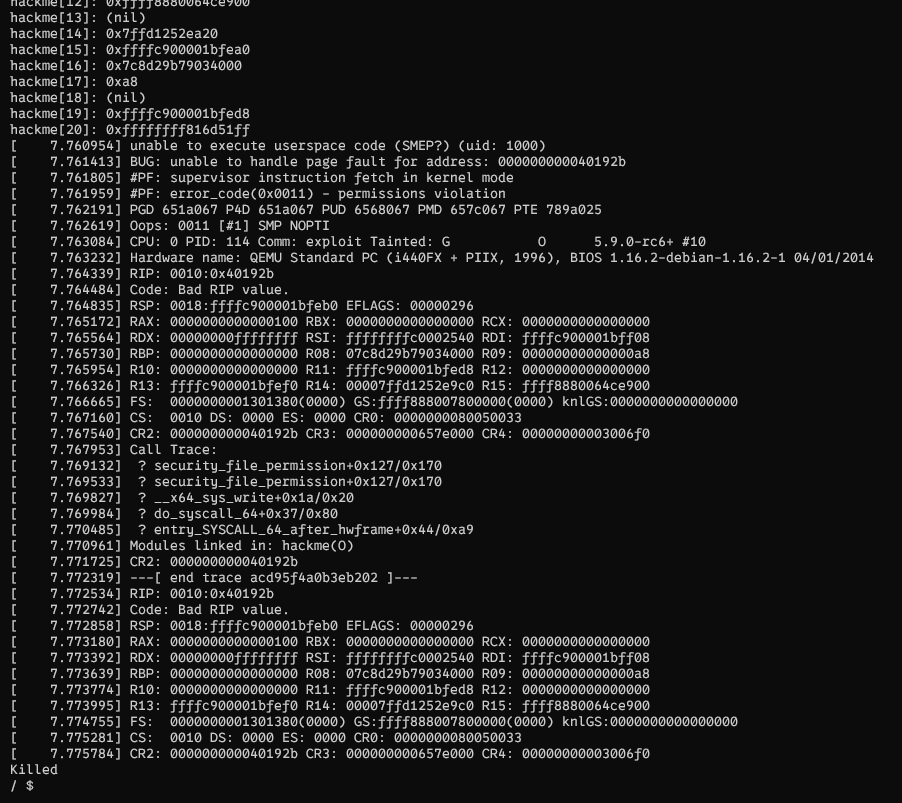 hackme[12]: 0xffff8880064ce900
hackme[13]: (nil)
hackme[14]: 0x7ffd1252ea20
hackme[15]: 0xffffc900001bfea0
hackme[16]: 0x7c8d29b79034000
hackme[17]: 0xa8
hackme[18]: (nil)
hackme[19]: 0xffffc900001bfed8
hackme[20]: 0xffffffff816d51ff
[    7.760954] unable to execute userspace code (SMEP?) (uid: 1000)
[    7.761413] BUG: unable to handle page fault for address: 000000000040192b
[    7.761805] #PF: supervisor instruction fetch in kernel mode
[    7.761959] #PF: error_code(0x0011) - permissions violation
[    7.762191] PGD 651a067 P4D 651a067 PUD 6568067 PMD 657c067 PTE 789a025
[    7.762619] Oops: 0011 [#1] SMP NOPTI
[    7.763084] CPU: 0 PID: 114 Comm: exploit Tainted: G           O      5.9.0-rc6+ #10
[    7.763232] Hardware name: QEMU Standard PC (i440FX + PIIX, 1996), BIOS 1.16.2-debian-1.16.2-1 04/01/2014
[    7.764339] RIP: 0010:0x40192b
[    7.764484] Code: Bad RIP value.
[    7.764835] RSP: 0018:ffffc900001bfeb0 EFLAGS: 00000296
[    7.765172] RAX: 0000000000000100 RBX: 0000000000000000 RCX: 0000000000000000
[    7.765564] RDX: 00000000ffffffff RSI: ffffffffc0002540 RDI: ffffc900001bff08
[    7.765730] RBP: 0000000000000000 R08: 07c8d29b79034000 R09: 00000000000000a8
[    7.765954] R10: 0000000000000000 R11: ffffc900001bfed8 R12: 0000000000000000
[    7.766326] R13: ffffc900001bfef0 R14: 00007ffd1252e9c0 R15: ffff8880064ce900
[    7.766665] FS:  0000000001301380(0000) GS:ffff888007800000(0000) knlGS:0000000000000000
[    7.767160] CS:  0010 DS: 0000 ES: 0000 CR0: 0000000080050033
[    7.767540] CR2: 000000000040192b CR3: 000000000657e000 CR4: 00000000003006f0
[    7.767953] Call Trace:
[    7.769132]  ? security_file_permission+0x127/0x170
[    7.769533]  ? security_file_permission+0x127/0x170
[    7.769827]  ? __x64_sys_write+0x1a/0x20
[    7.769984]  ? do_syscall_64+0x37/0x80
[    7.770485]  ? entry_SYSCALL_64_after_hwframe+0x44/0xa9
[    7.770961] Modules linked in: hackme(O)
[    7.771725] CR2: 000000000040192b
[    7.772319] ---[ end trace acd95f4a0b3eb202 ]---
[    7.772534] RIP: 0010:0x40192b
[    7.772742] Code: Bad RIP value.
[    7.772858] RSP: 0018:ffffc900001bfeb0 EFLAGS: 00000296
[    7.773180] RAX: 0000000000000100 RBX: 0000000000000000 RCX: 0000000000000000
[    7.773392] RDX: 00000000ffffffff RSI: ffffffffc0002540 RDI: ffffc900001bff08
[    7.773639] RBP: 0000000000000000 R08: 07c8d29b79034000 R09: 00000000000000a8
[    7.773774] R10: 0000000000000000 R11: ffffc900001bfed8 R12: 0000000000000000
[    7.773995] R13: ffffc900001bfef0 R14: 00007ffd1252e9c0 R15: ffff8880064ce900
[    7.774755] FS:  0000000001301380(0000) GS:ffff888007800000(0000) knlGS:0000000000000000
[    7.775281] CS:  0010 DS: 0000 ES: 0000 CR0: 0000000080050033
[    7.775784] CR2: 000000000040192b CR3: 000000000657e000 CR4: 00000000003006f0
Killed
/ $